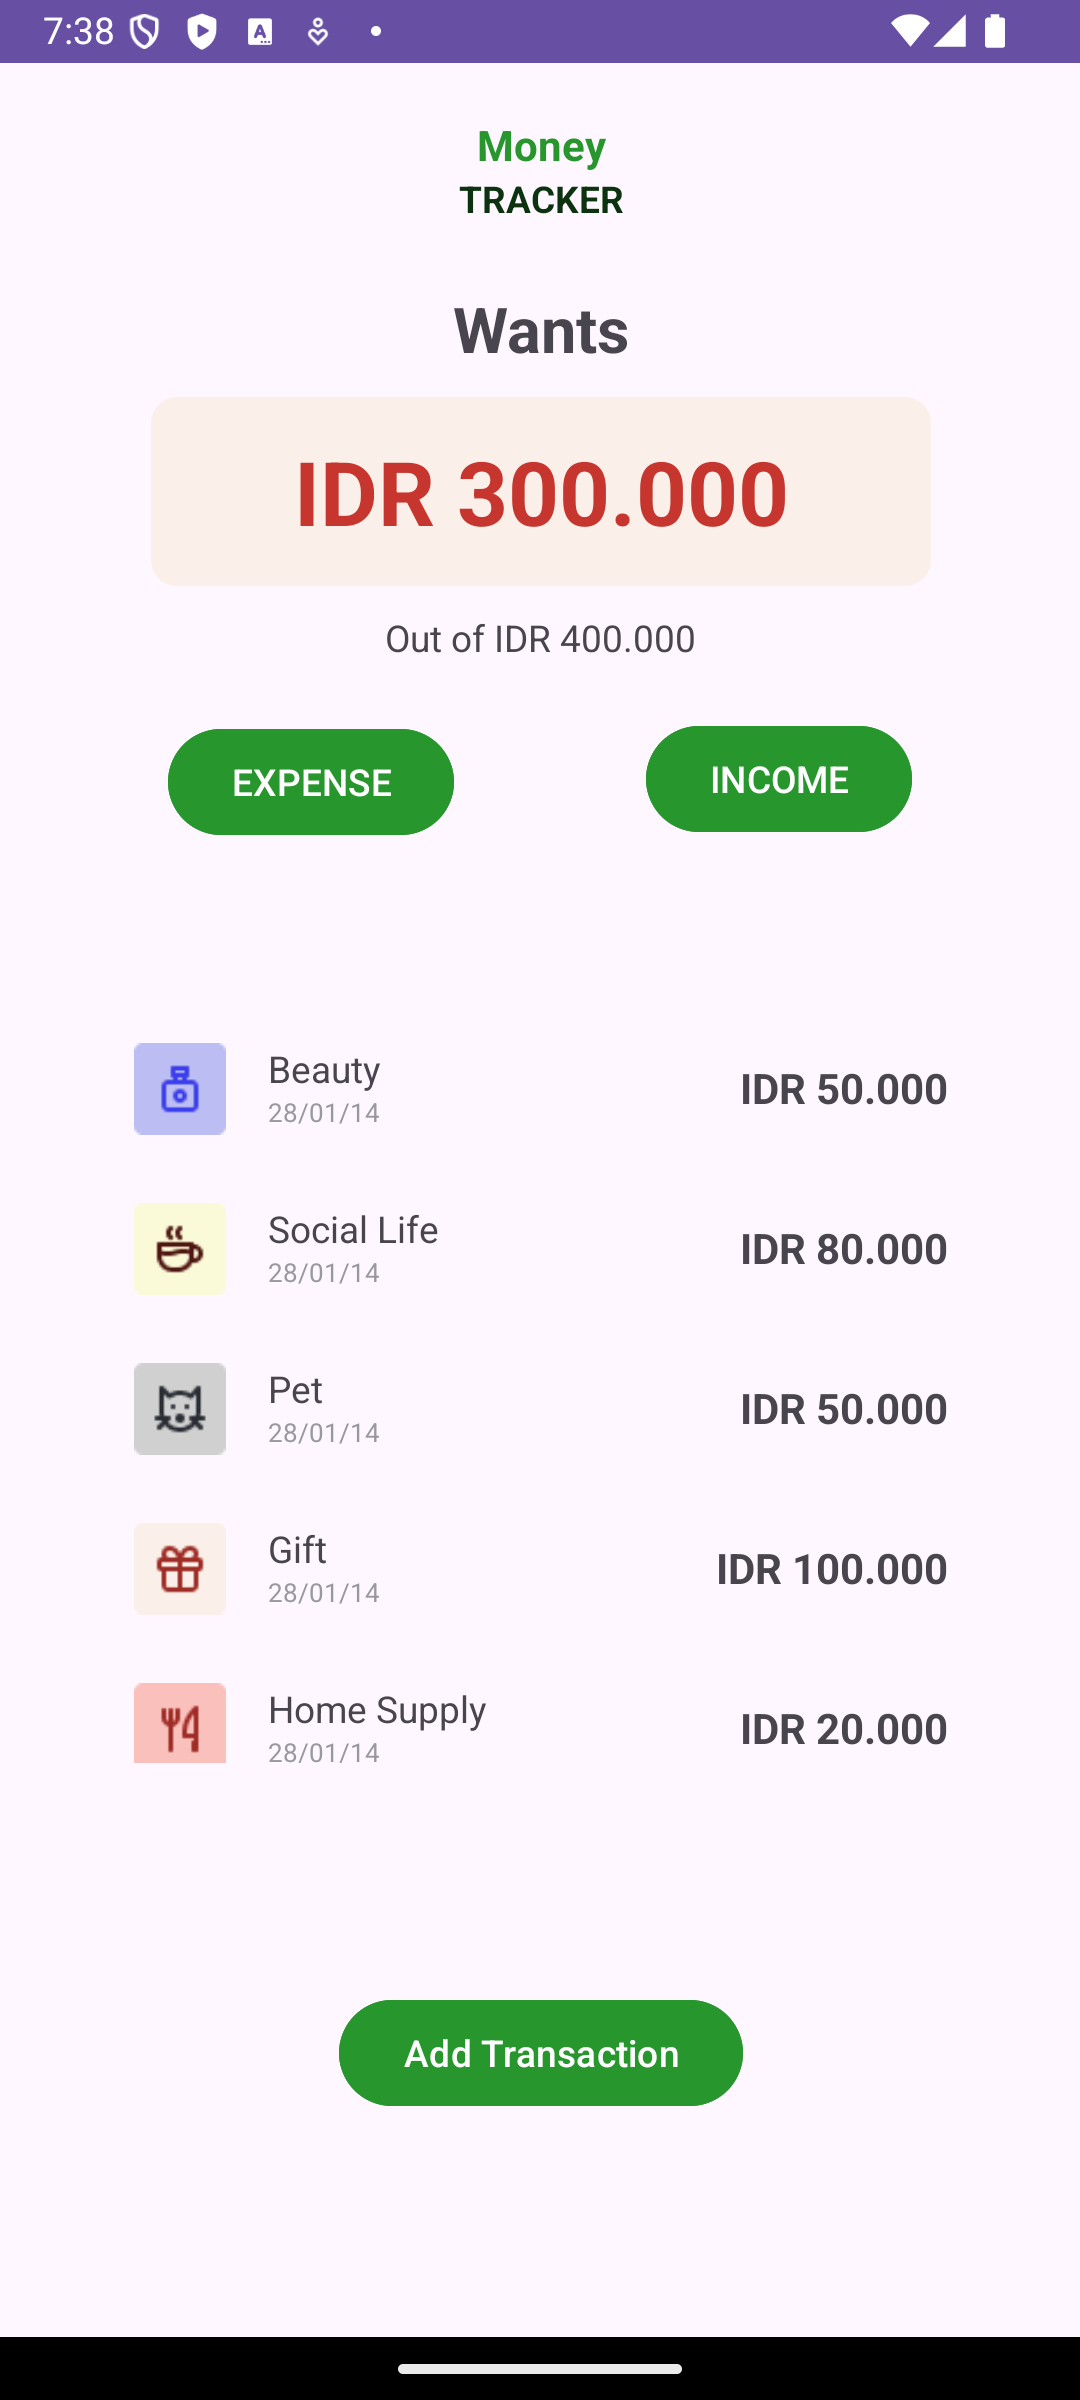 7:38
Money
TRACKER
Wants
IDR 300.000
Out of IDR 400.000
EXPENSE
INCOME
Beauty
28/01/14
IDR 50.000
Social Life
28/01/14
IDR 80.000
Pet
28/01/14
IDR 50.000
Gift
28/01/14
IDR 100.000
Home Supply
28/01/14
IDR 20.000
Add Transaction